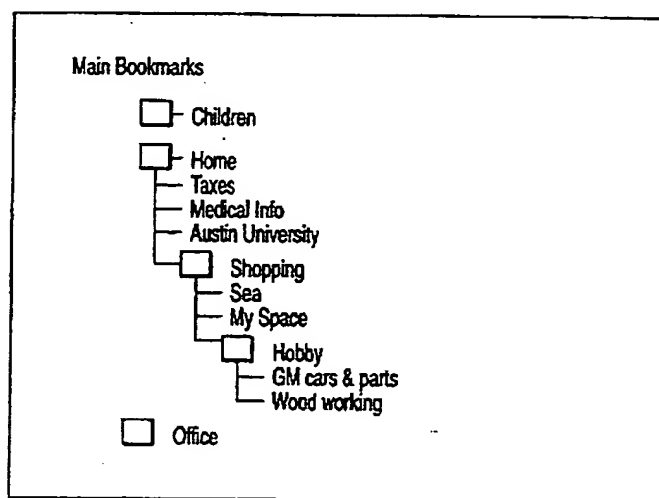 Main Bookmarks
Children
Home
Taxes
Medical Info
Austin University
Shopping
Sea
My Space
Hobby
GM cars & parts
Wood working
Office